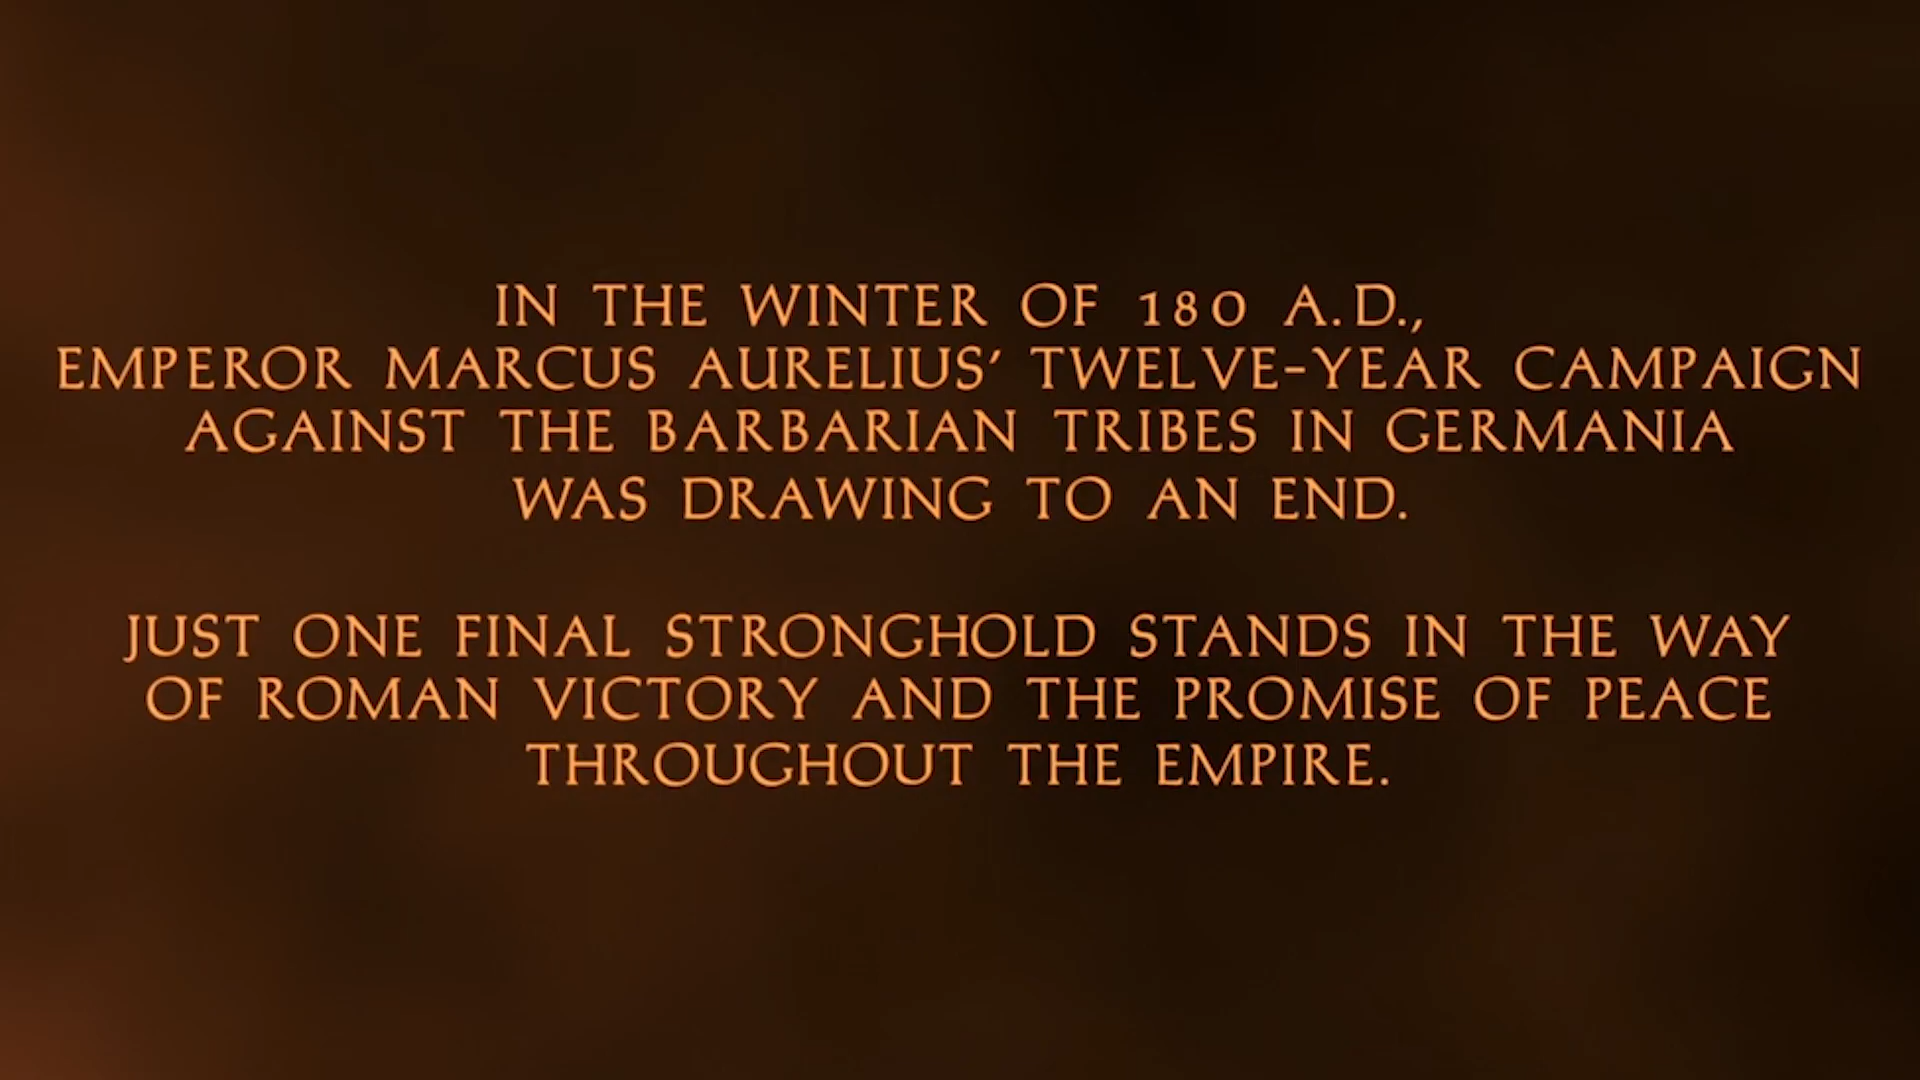 IN THE WINTER OF 180 A.D.,
EMPEROR MARCUS AURELIUS' TWELVE-YEAR CAMPAIGN
AGAINST THE BARBARIAN TRIBES IN GERMANIA
WAS DRAWING TO AN END.
JUST ONE FINAL STRONGHOLD STANDS IN THE WAY
OF ROMAN VICTORY AND THE PROMISE OF PEACE
THROUGHOUT THE EMPIRE.